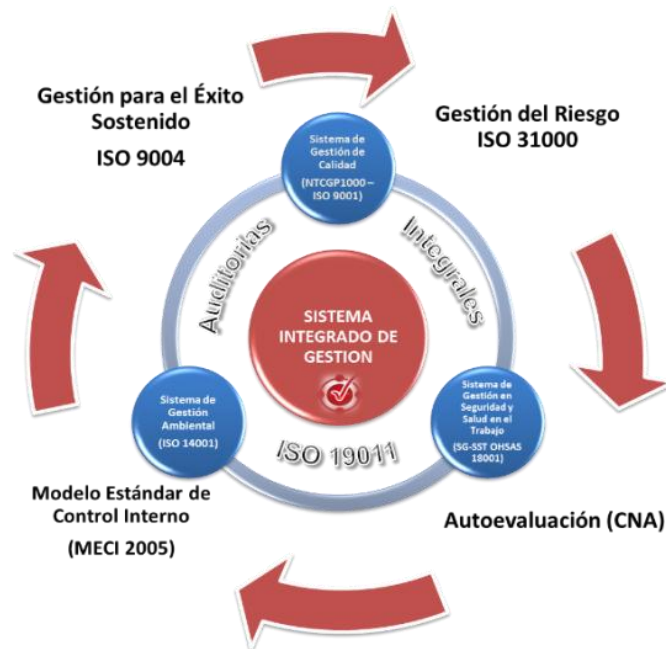 Gestión para el Éxito
Sostenido
ISO 9004
Gestión del Riesgo
ISO 31000
Sistema de
Gestión de
Calidad
(NTCGP1000 –
ISO 9001)
Auditorias
Integrales
SISTEMA
INTEGRADO DE
GESTION
ISO 19011
Sistema de
Gestión
Ambiental
(ISO 14001)
Sistema de
Gestión en
Seguridad y
Salud en el
Trabajo
(SG-SST OHSAS
18001)
Modelo Estándar de
Control Interno
(MECI 2005)
Autoevaluación (CNA)